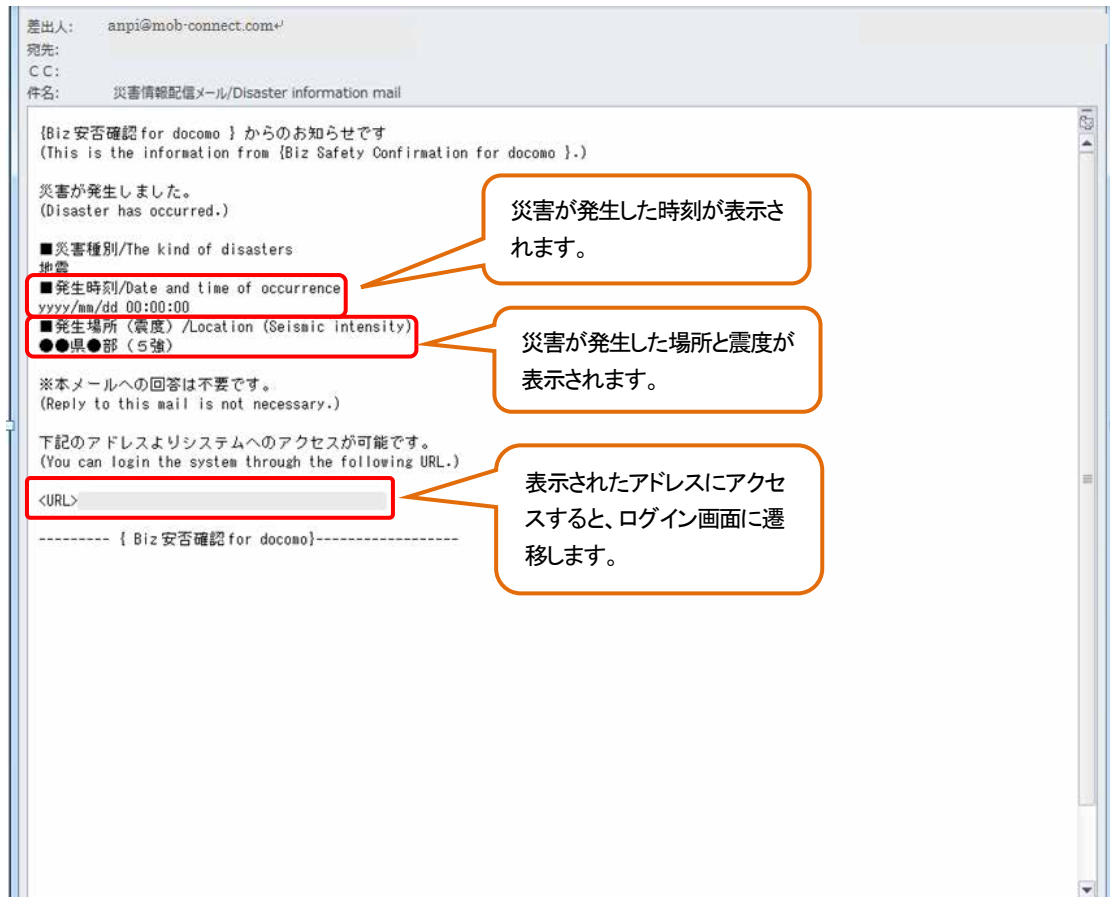 差出人: anpi@mob-connect.com↵
宛先:
CC:
件名: 災害情報配信メール/Disaster information mail
{Biz安否確認for docomo } からのお知らせです
(This is the information from {Biz Safety Confirmation for docomo }.)
災害が発生しました。
(Disaster has occurred.)
■災害種別/The kind of disasters
地震
■発生時刻/Date and time of occurrence
yyyy/mm/dd 00:00:00
■発生場所（震度）/Location (Seismic intensity)
●●県●部（５強）
※本メールへの回答は不要です。
(Reply to this mail is not necessary.)
下記のアドレスよりシステムへのアクセスが可能です。
(You can login the system through the following URL.)
<URL>
--------- { Biz安否確認for docomo}------------------
災害が発生した時刻が表示さ
れます。
災害が発生した場所と震度が
表示されます。
表示されたアドレスにアクセ
スすると、ログイン画面に遷
移します。